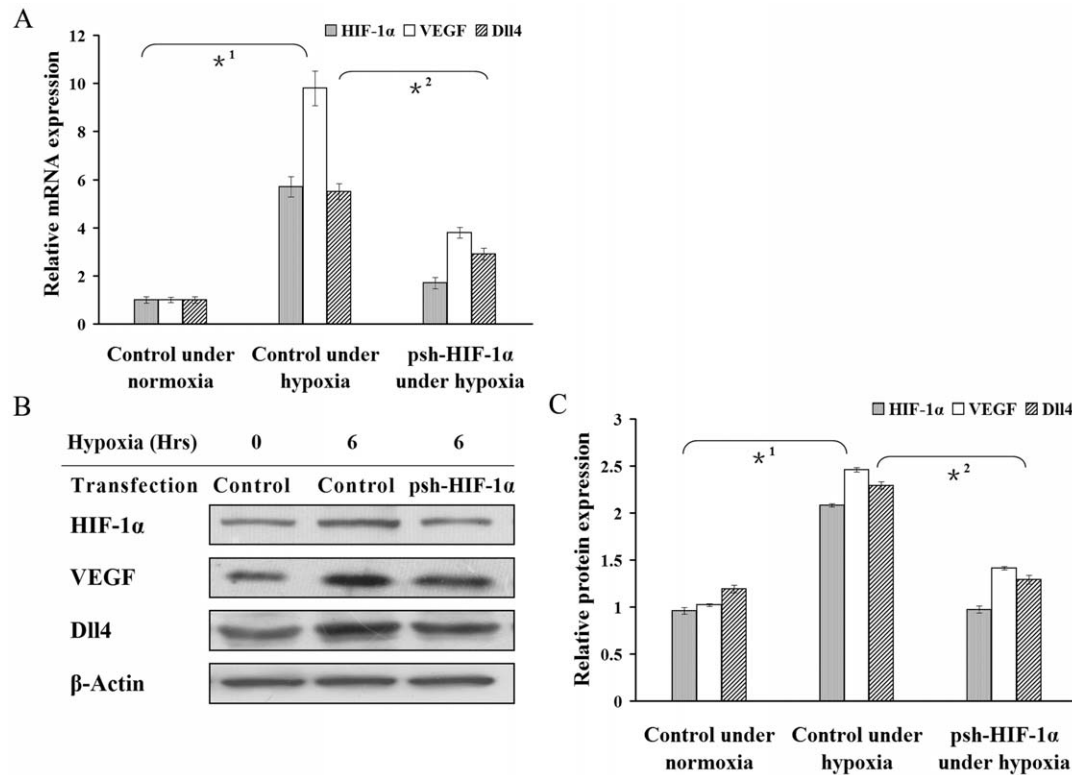 A
HIF-1α VEGF Dll4
Relative mRNA expression
12
10
8
6
4
2
0
*1
*2
Control under normoxia
Control under hypoxia
psh-HIF-1α under hypoxia
B
Hypoxia (Hrs) 0 6 6
Transfection Control Control psh-HIF-1α
HIF-1α
VEGF
Dll4
β-Actin
C
HIF-1α VEGF Dll4
Relative protein expression
3
2.5
2
1.5
1
0.5
0
*1
*2
Control under normoxia
Control under hypoxia
psh-HIF-1α under hypoxia